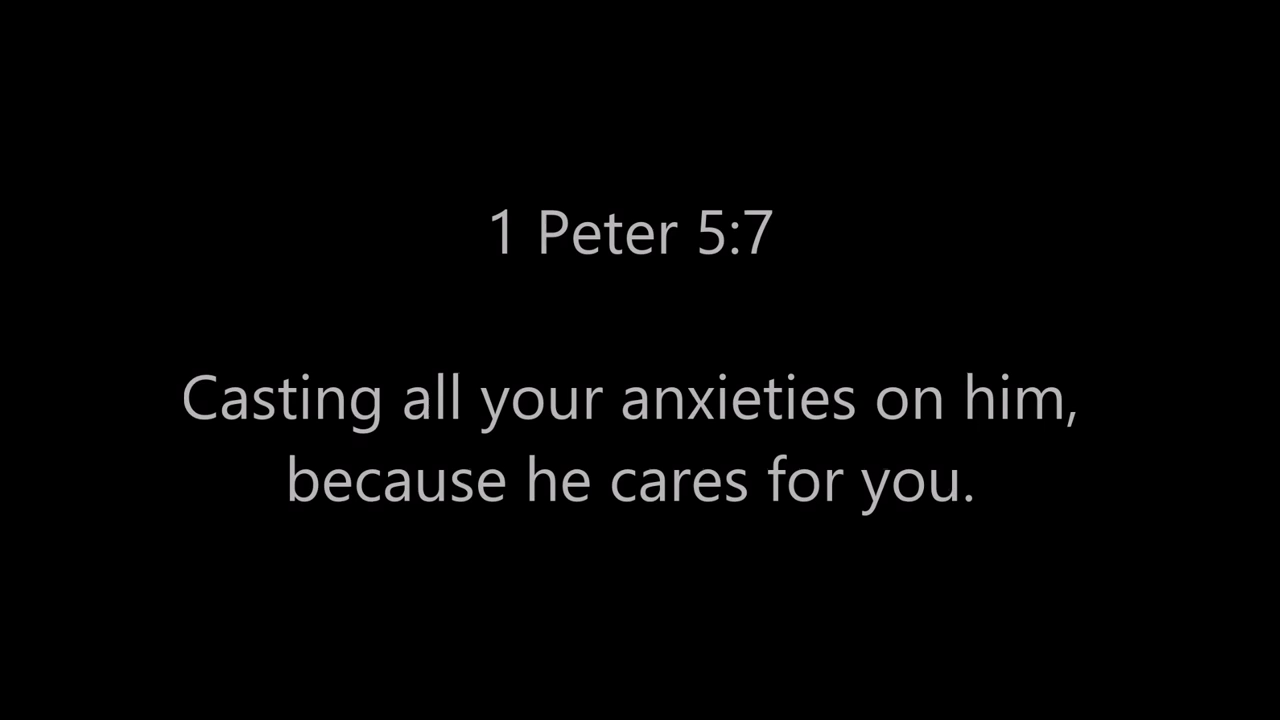 1 Peter 5:7
Casting all your anxieties on him,
because he cares for you.